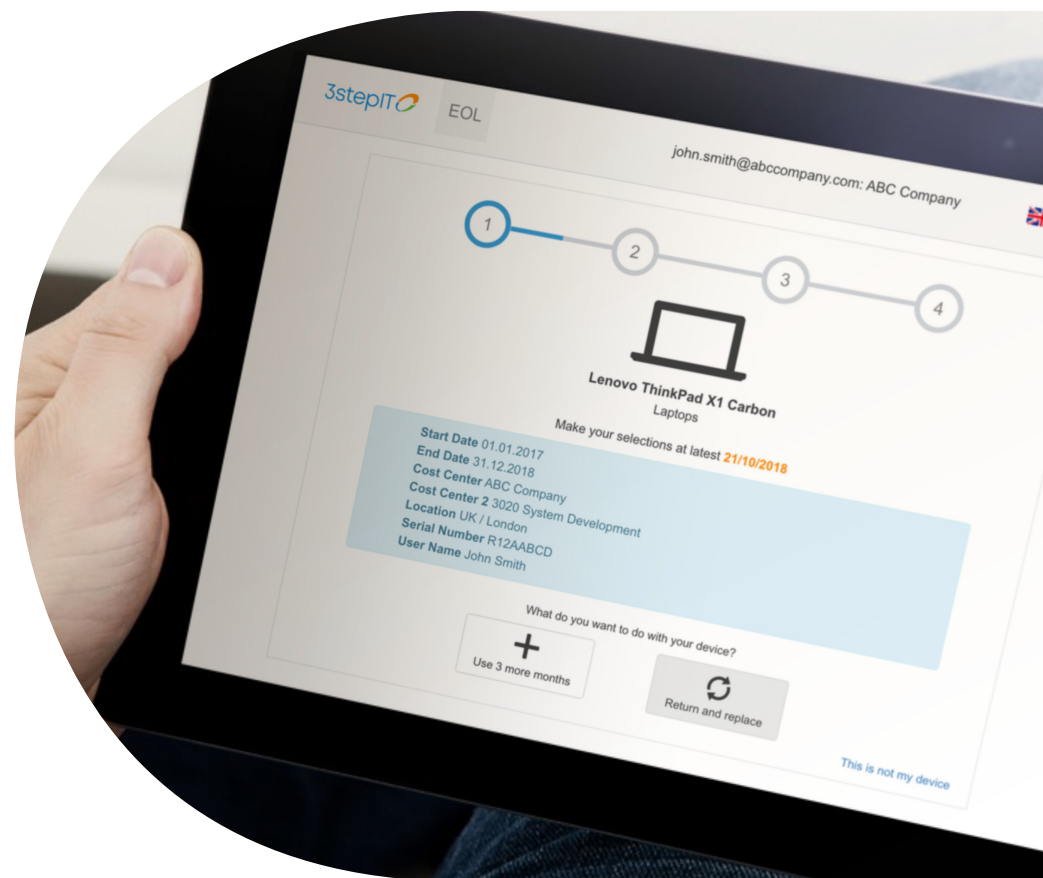 3stepIT
EOL
john.smith@abccompany.com: ABC Company
1
2
3
4
Lenovo ThinkPad X1 Carbon
Laptops
Make your selections at latest 21/10/2018
Start Date 01.01.2017
End Date 31.12.2018
Cost Center ABC Company
Cost Center 2 3020 System Development
Location UK / London
Serial Number R12AABCD
User Name John Smith
What do you want to do with your device?
Use 3 more months
Return and replace
This is not my device